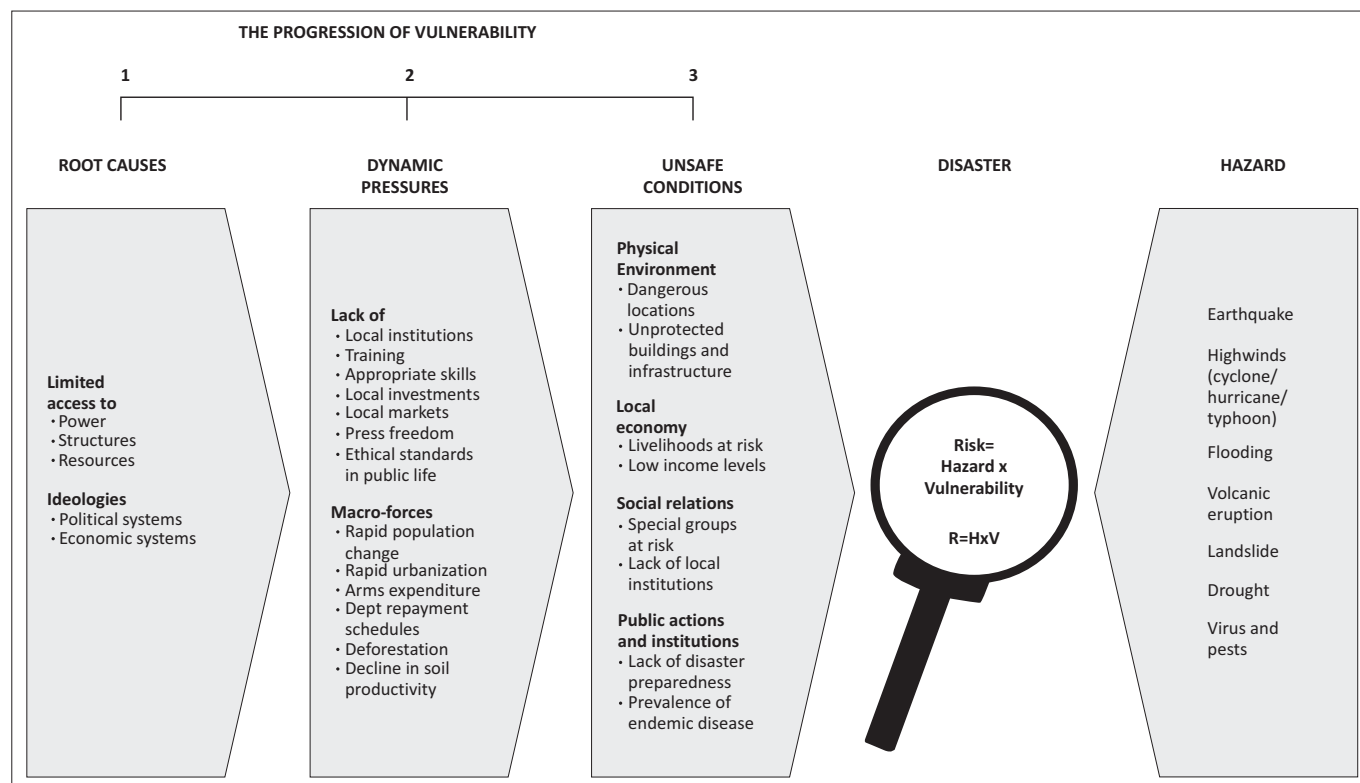 THE PROGRESSION OF VULNERABILITY
1
2
3
ROOT CAUSES
Limited
access to
· Power
· Structures
· Resources
Ideologies
· Political systems
· Economic systems
DYNAMIC
PRESSURES
Lack of
· Local institutions
· Training
· Appropriate skills
· Local investments
· Local markets
· Press freedom
· Ethical standards
in public life
Macro-forces
· Rapid population
change
· Rapid urbanization
· Arms expenditure
· Dept repayment
schedules
· Deforestation
· Decline in soil
productivity
UNSAFE
CONDITIONS
Physical
Environment
· Dangerous
locations
· Unprotected
buildings and
infrastructure
Local
economy
· Livelihoods at risk
· Low income levels
Social relations
· Special groups
at risk
· Lack of local
institutions
Public actions
and institutions
· Lack of disaster
preparedness
· Prevalence of
endemic disease
DISASTER
Risk=
Hazard x
Vulnerability
R=HxV
HAZARD
Earthquake
Highwinds
(cyclone/
hurricane/
typhoon)
Flooding
Volcanic
eruption
Landslide
Drought
Virus and
pests